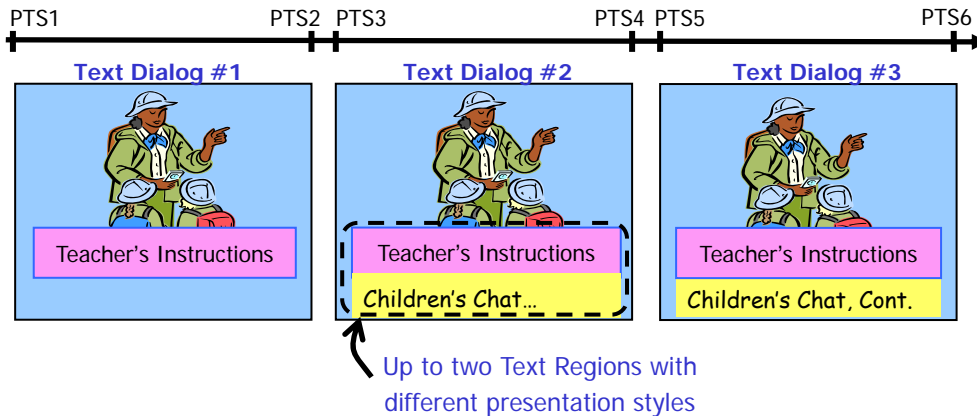 PTS1 PTS2 PTS3 PTS4 PTS5 PTS6
Text Dialog #1 Text Dialog #2 Text Dialog #3
Teacher's Instructions Teacher's Instructions Teacher's Instructions
Children's Chat… Children's Chat, Cont.
Up to two Text Regions with
different presentation styles